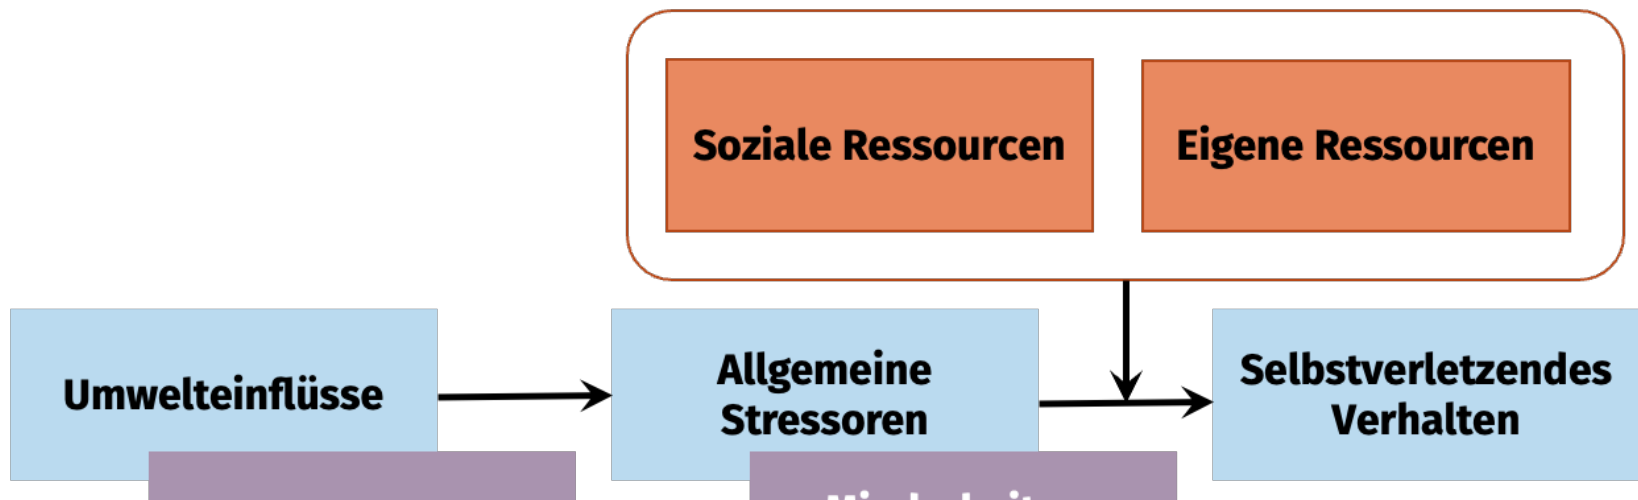 Soziale Ressourcen
Eigene Ressourcen
Umwelteinflüsse
Allgemeine
Stressoren
Selbstverletzendes
Verhalten